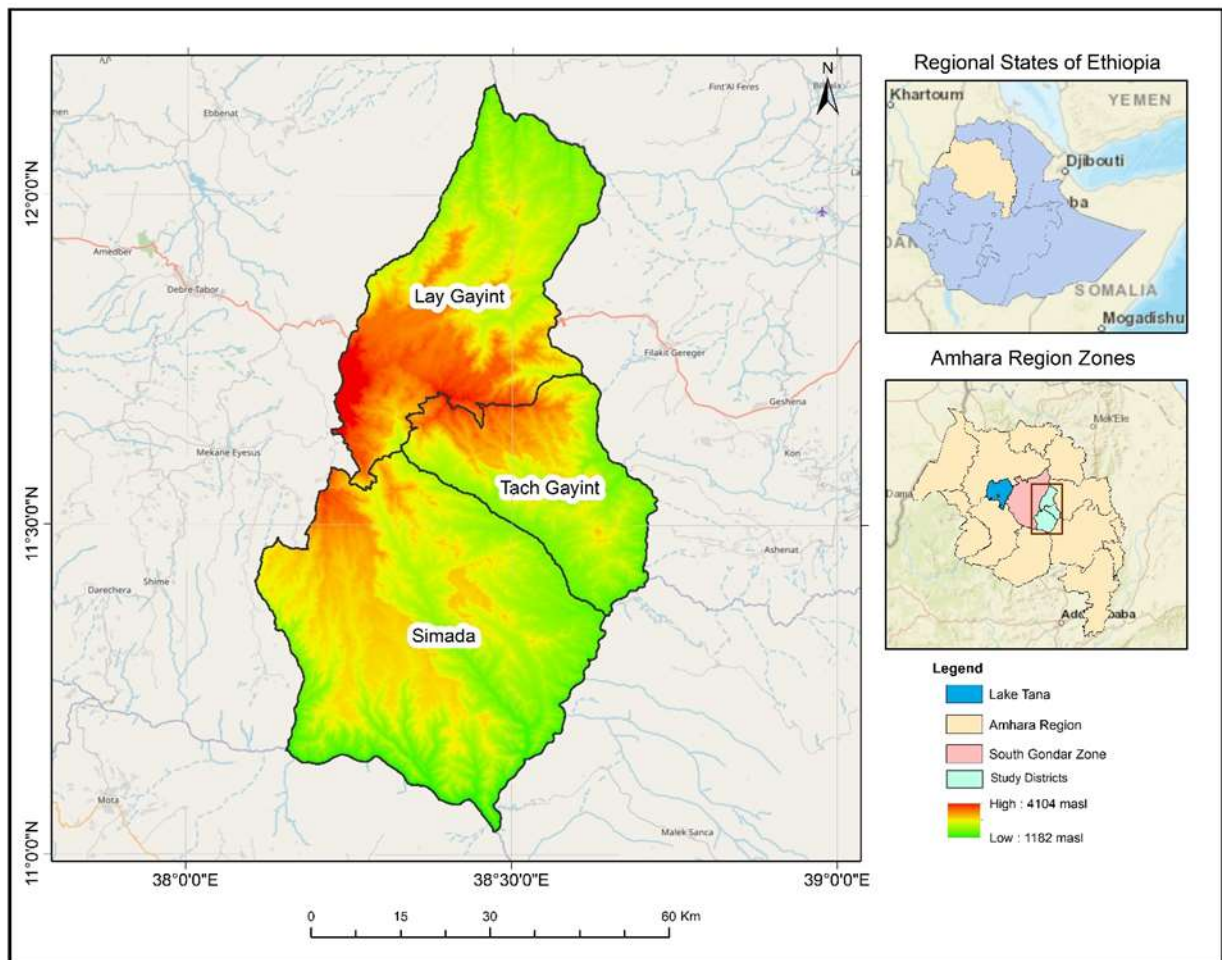 Regional States of Ethiopia
Khartoum
YEMEN
Djibouti
ba
DAN
SOMALIA
Mogadishu
Amhara Region Zones
Mek'Ele
Dama
Legend
Lake Tana
Amhara Region
South Gondar Zone
Study Districts
High : 4104 masl
Low : 1182 masl
N
Ebbenat
Fint'Al Feres
men
12°0'0"N
Amedber
Debre Tabor
Lay Gayint
Filakit Gereger
Geshena
Mekane Eyesus
Kon
Tach Gayint
11°30'0"N
Ashenat
Darechera
Shime
Simada
Mota
Malek Sanca
11°0'0"N
38°0'0"E
38°30'0"E
39°0'0"E
0 15 30 60 Km